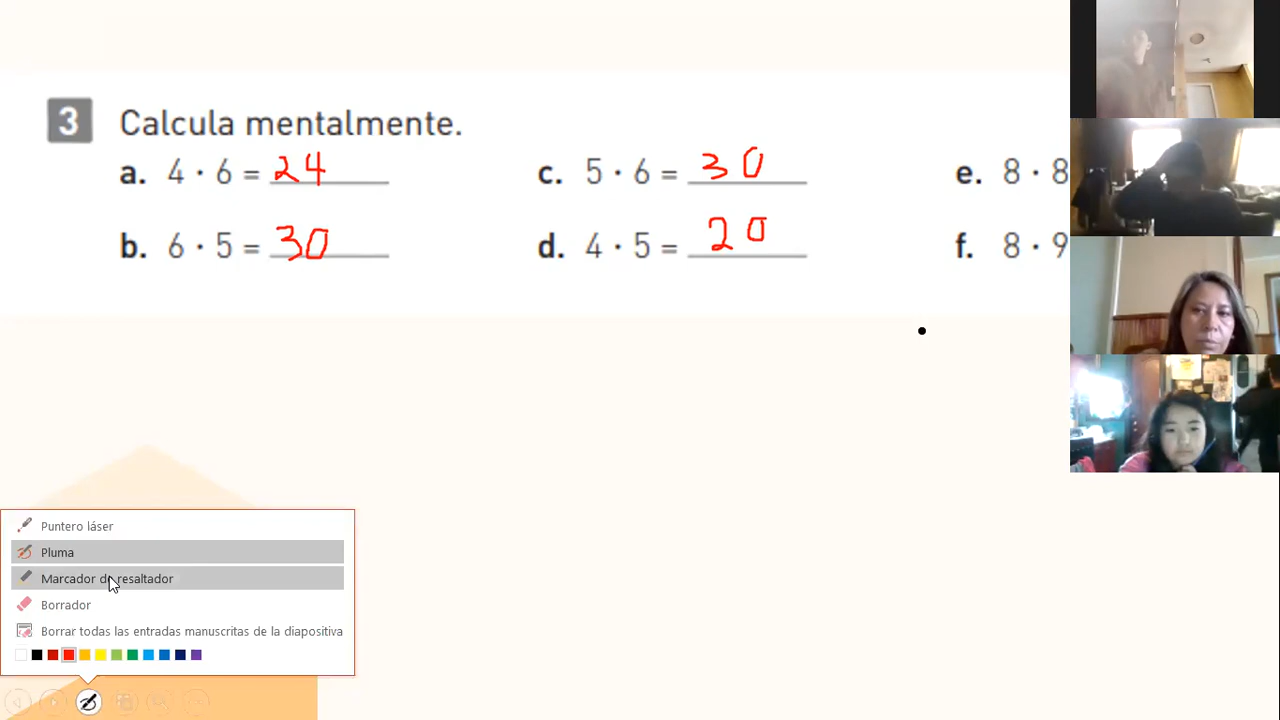 3 Calcula mentalmente.
a. 4 · 6 = 24 c. 5 · 6 = 30 e. 8 · 8
b. 6 · 5 = 30 d. 4 · 5 = 20 f. 8 · 9
Puntero láser
Pluma
Marcador de resaltador
Borrador
Borrar todas las entradas manuscritas de la diapositiva